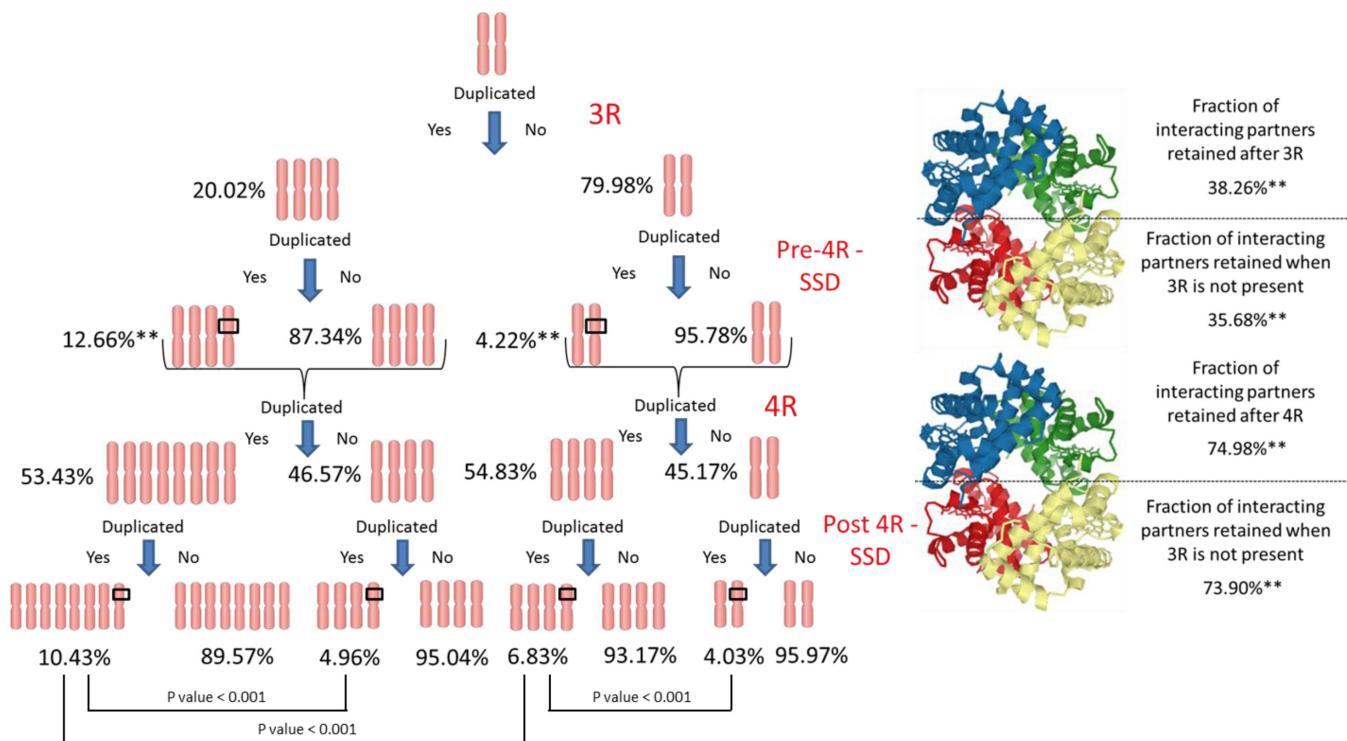 Duplicated
3R
Yes No
20.02%
79.98%
Duplicated
Duplicated
Pre-4R -
SSD
Yes No
Yes No
12.66%**
87.34%
4.22%**
95.78%
Duplicated
Duplicated
4R
Yes No
Yes No
53.43%
46.57%
54.83%
45.17%
Duplicated
Duplicated
Duplicated
Duplicated
Post 4R -
SSD
Yes No
Yes No
Yes No
Yes No
10.43%
89.57%
4.96%
95.04%
6.83%
93.17%
4.03%
95.97%
P value < 0.001
P value < 0.001
P value < 0.001
Fraction of
interacting partners
retained after 3R
38.26%**
Fraction of interacting
partners retained when
3R is not present
35.68%**
Fraction of
interacting partners
retained after 4R
74.98%**
Fraction of interacting
partners retained when
3R is not present
73.90%**